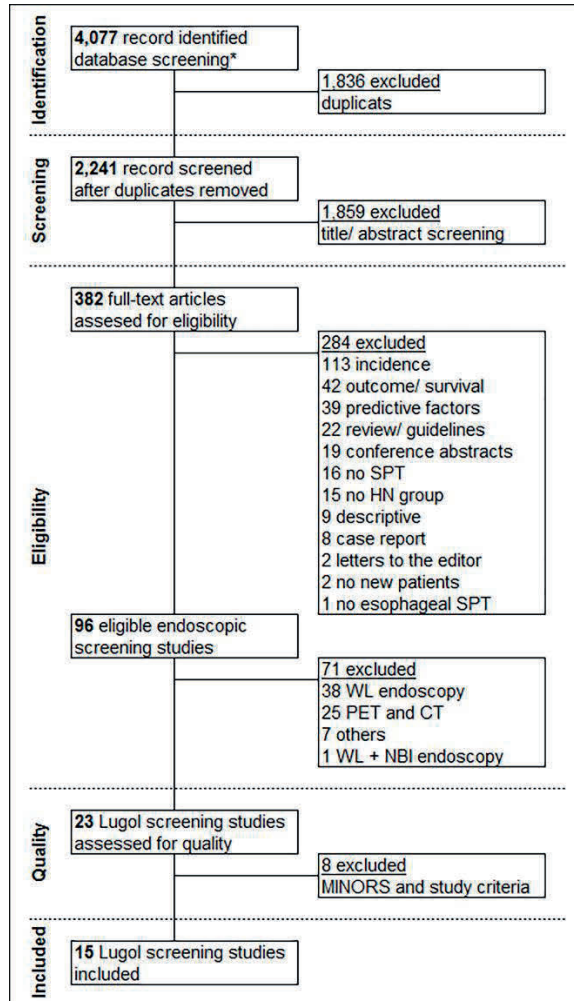 Identification
4,077 record identified
database screening*
1,836 excluded
duplicats
Screening
2,241 record screened
after duplicates removed
1,859 excluded
title/ abstract screening
Eligibility
382 full-text articles
assesed for eligibility
284 excluded
113 incidence
42 outcome/ survival
39 predictive factors
22 review/ guidelines
19 conference abstracts
16 no SPT
15 no HN group
9 descriptive
8 case report
2 letters to the editor
2 no new patients
1 no esophageal SPT
96 eligible endoscopic
screening studies
71 excluded
38 WL endoscopy
25 PET and CT
7 others
1 WL + NBI endoscopy
Quality
23 Lugol screening studies
assessed for quality
8 excluded
MINORS and study criteria
Included
15 Lugol screening studies
included